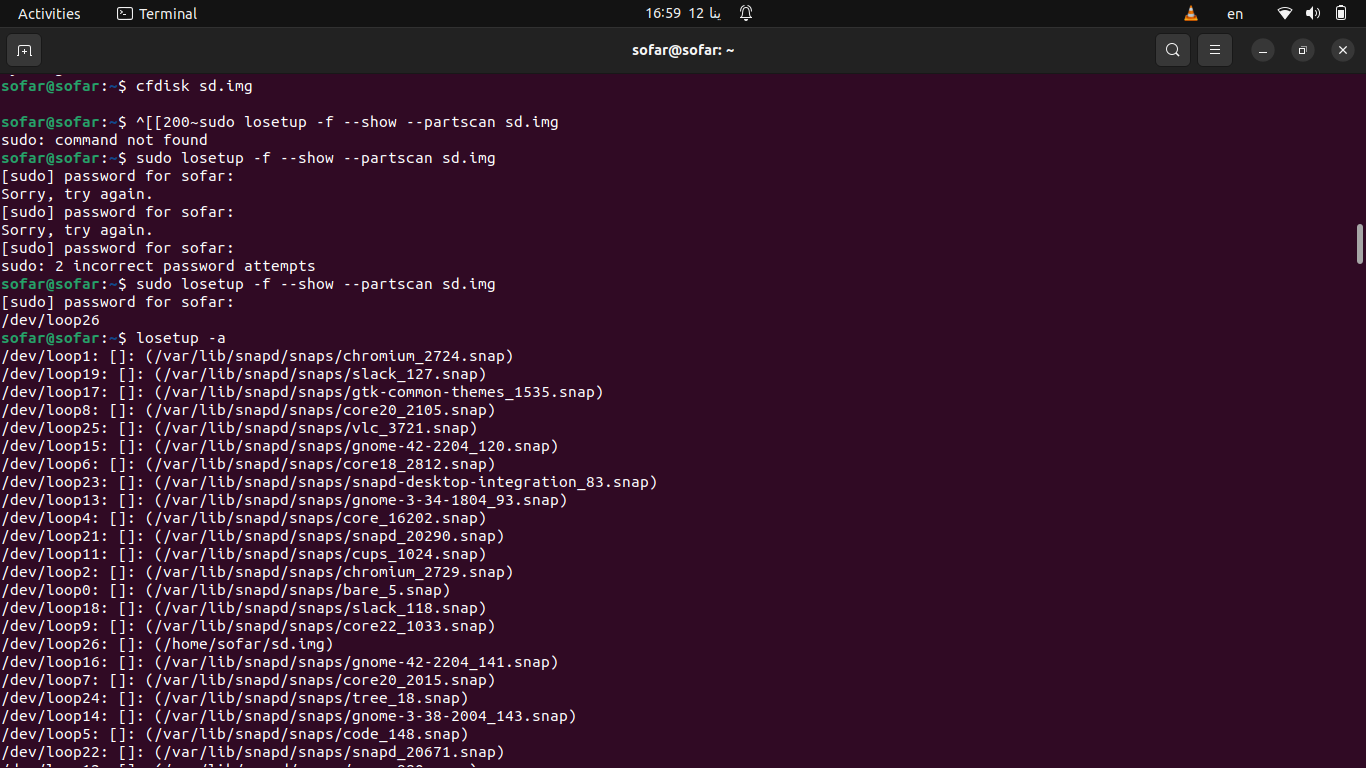 Activities Terminal 16:59 12 ينا en
sofar@sofar: ~
sofar@sofar:~$ cfdisk sd.img
sofar@sofar:~$ ^[[200~sudo losetup -f --show --partscan sd.img
sudo: command not found
sofar@sofar:~$ sudo losetup -f --show --partscan sd.img
[sudo] password for sofar:
Sorry, try again.
[sudo] password for sofar:
Sorry, try again.
[sudo] password for sofar:
sudo: 2 incorrect password attempts
sofar@sofar:~$ sudo losetup -f --show --partscan sd.img
[sudo] password for sofar:
/dev/loop26
sofar@sofar:~$ losetup -a
/dev/loop1: []: (/var/lib/snapd/snaps/chromium_2724.snap)
/dev/loop19: []: (/var/lib/snapd/snaps/slack_127.snap)
/dev/loop17: []: (/var/lib/snapd/snaps/gtk-common-themes_1535.snap)
/dev/loop8: []: (/var/lib/snapd/snaps/core20_2105.snap)
/dev/loop25: []: (/var/lib/snapd/snaps/vlc_3721.snap)
/dev/loop15: []: (/var/lib/snapd/snaps/gnome-42-2204_120.snap)
/dev/loop6: []: (/var/lib/snapd/snaps/core18_2812.snap)
/dev/loop23: []: (/var/lib/snapd/snaps/snapd-desktop-integration_83.snap)
/dev/loop13: []: (/var/lib/snapd/snaps/gnome-3-34-1804_93.snap)
/dev/loop4: []: (/var/lib/snapd/snaps/core_16202.snap)
/dev/loop21: []: (/var/lib/snapd/snaps/snapd_20290.snap)
/dev/loop11: []: (/var/lib/snapd/snaps/cups_1024.snap)
/dev/loop2: []: (/var/lib/snapd/snaps/chromium_2729.snap)
/dev/loop0: []: (/var/lib/snapd/snaps/bare_5.snap)
/dev/loop18: []: (/var/lib/snapd/snaps/slack_118.snap)
/dev/loop9: []: (/var/lib/snapd/snaps/core22_1033.snap)
/dev/loop26: []: (/home/sofar/sd.img)
/dev/loop16: []: (/var/lib/snapd/snaps/gnome-42-2204_141.snap)
/dev/loop7: []: (/var/lib/snapd/snaps/core20_2015.snap)
/dev/loop24: []: (/var/lib/snapd/snaps/tree_18.snap)
/dev/loop14: []: (/var/lib/snapd/snaps/gnome-3-38-2004_143.snap)
/dev/loop5: []: (/var/lib/snapd/snaps/code_148.snap)
/dev/loop22: []: (/var/lib/snapd/snaps/snapd_20671.snap)